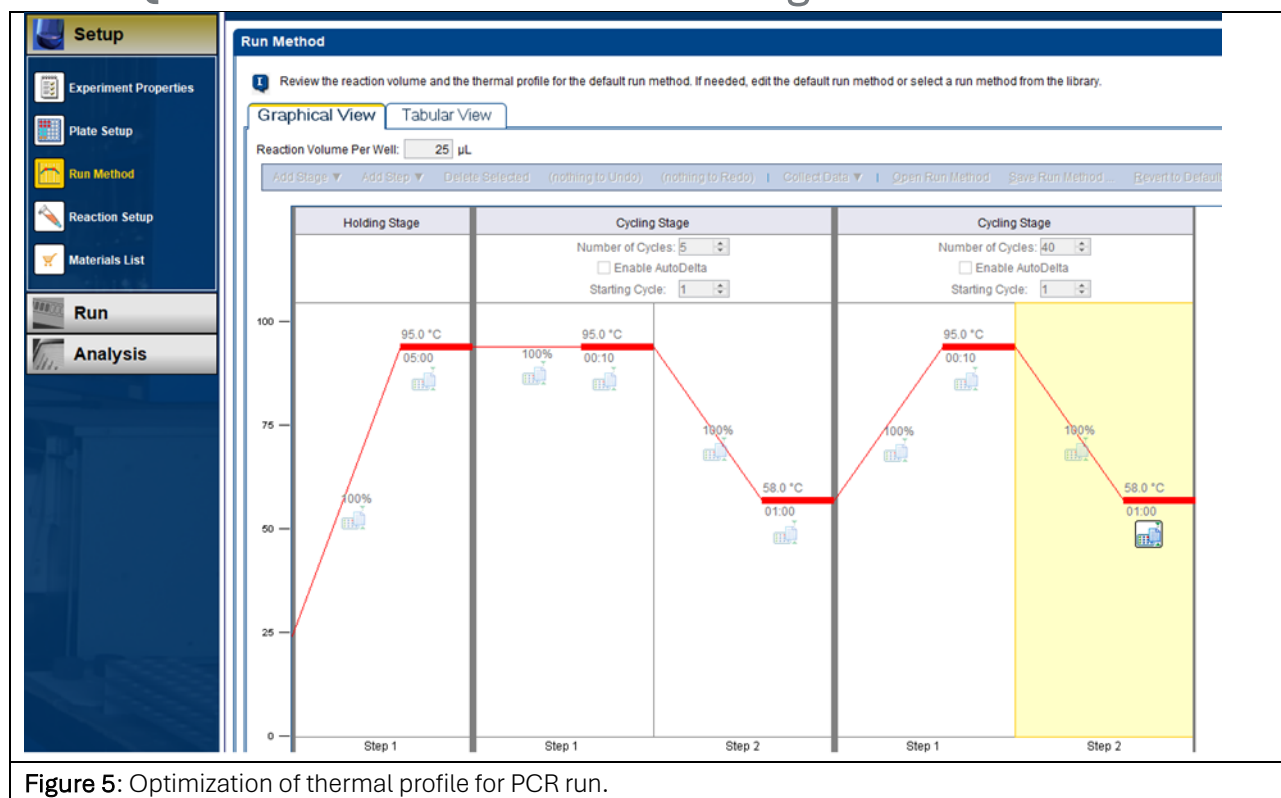 Setup
Experiment Properties
Plate Setup
Run Method
Reaction Setup
Materials List
Run
Analysis
Run Method
Review the reaction volume and the thermal profile for the default run method. If needed, edit the default run method or select a run method from the library.
Graphical View Tabular View
Reaction Volume Per Well: 25 µL
Add Stage ▼ Add Step ▼ Delete Selected (nothing to Undo) (nothing to Redo) | Collect Data ▼ | Open Run Method Save Run Method ... Revert to Default
Holding Stage Cycling Stage Cycling Stage
Number of Cycles: 5 Number of Cycles: 40
Enable AutoDelta Enable AutoDelta
Starting Cycle: 1 Starting Cycle: 1
100
95.0 °C 95.0 °C 95.0 °C
05:00 100% 00:10 00:10
75
100% 100% 100%
58.0 °C 58.0 °C
100% 01:00 01:00
50
25
0
Step 1 Step 1 Step 2 Step 1 Step 2
Figure 5: Optimization of thermal profile for PCR run.